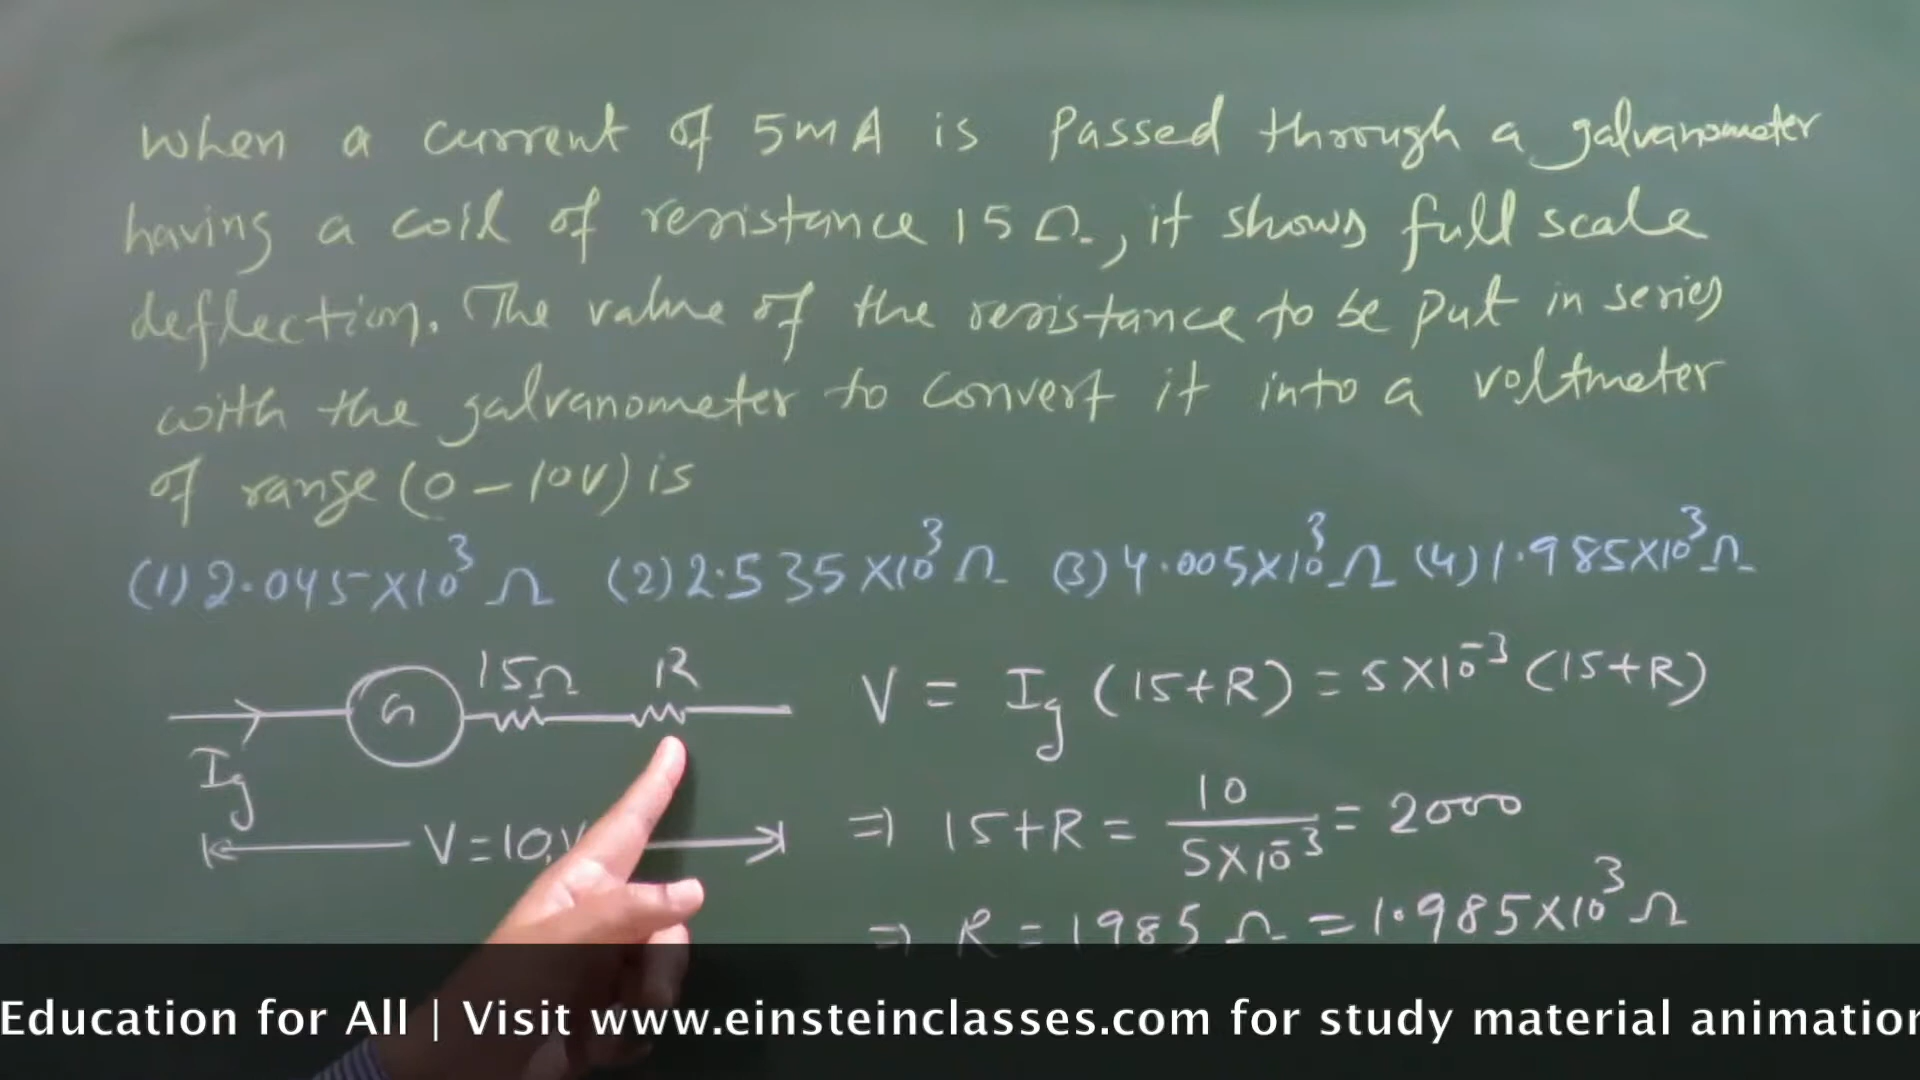 When a current of 5mA is passed through a galvanometer
having a coil of resistance 15Ω, it shows full scale
deflection. The value of the resistance to be put in series
with the galvanometer to convert it into a voltmeter
of range (0-10V) is
(1) 2.045×10³ Ω (2) 2.535×10³ Ω (3) 4.005×10³ Ω (4) 1.985×10³ Ω
15Ω R
G
Ig
V=10V
V = Ig (15+R) = 5×10⁻³ (15+R)
⇒ 15+R = 10/5×10⁻³ = 2000
⇒ R = 1985 Ω = 1.985×10³ Ω
Education for All | Visit www.einsteinclasses.com for study material animation